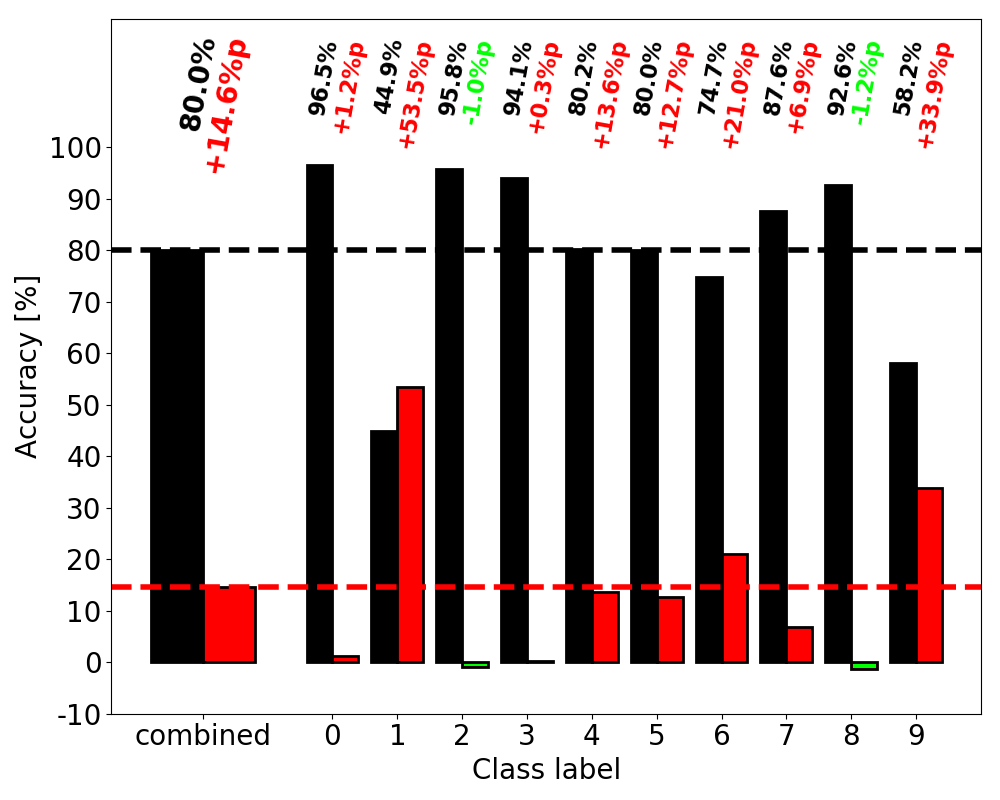 80.0%
+14.6%p
96.5%
+1.2%p
44.9%
+53.5%p
95.8%
-1.0%p
94.1%
+0.3%p
80.2%
+13.6%p
80.0%
+12.7%p
74.7%
+21.0%p
87.6%
+6.9%p
92.6%
-1.2%p
58.2%
+33.9%p
100
90
80
70
60
50
40
30
20
10
0
-10
Accuracy [%]
combined 0 1 2 3 4 5 6 7 8 9
Class label